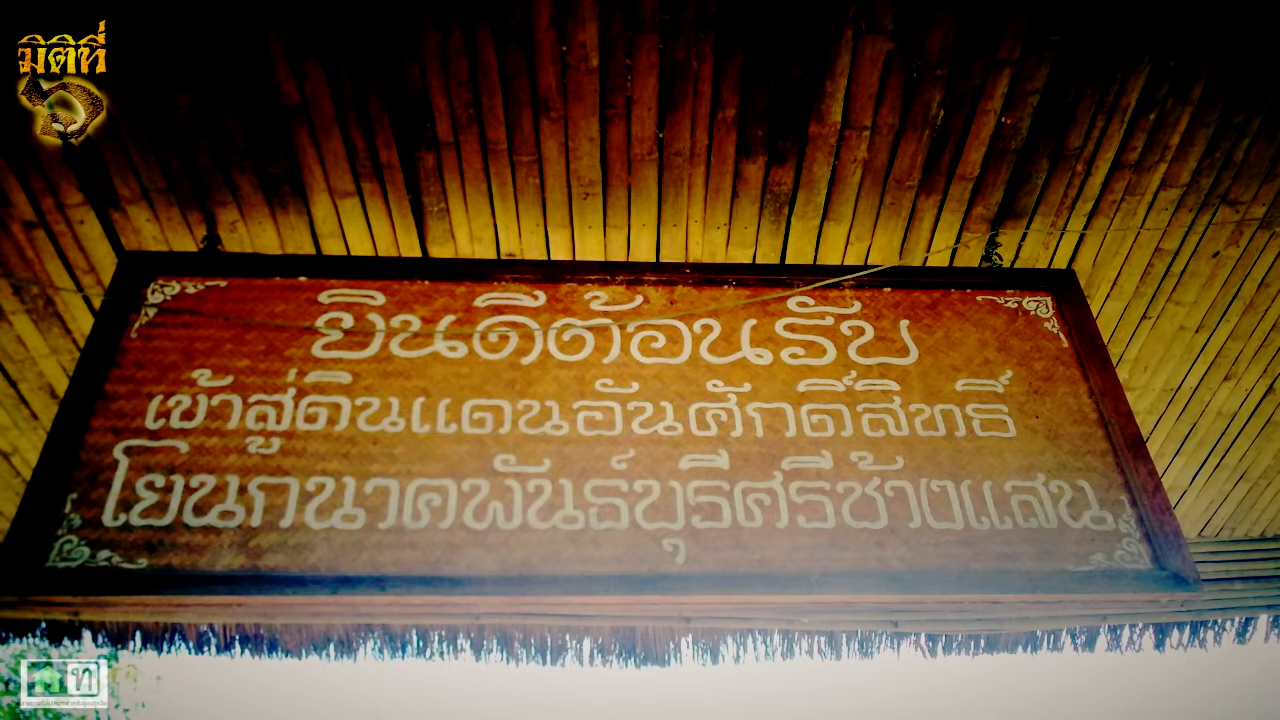 มิติที่
๖
ยินดีต้อนรับ
เข้าสู่ดินแดนอันศักดิ์สิทธิ์
โยนกนาคพันธ์บุรีศรีช้างแสน
ท